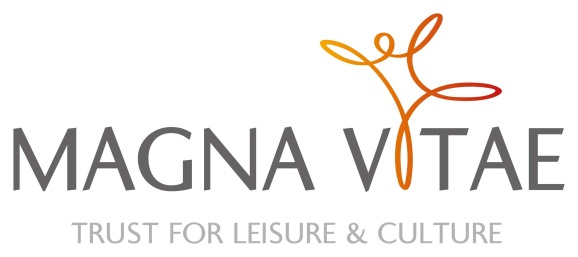 MAGNA VITAE
TRUST FOR LEISURE & CULTURE